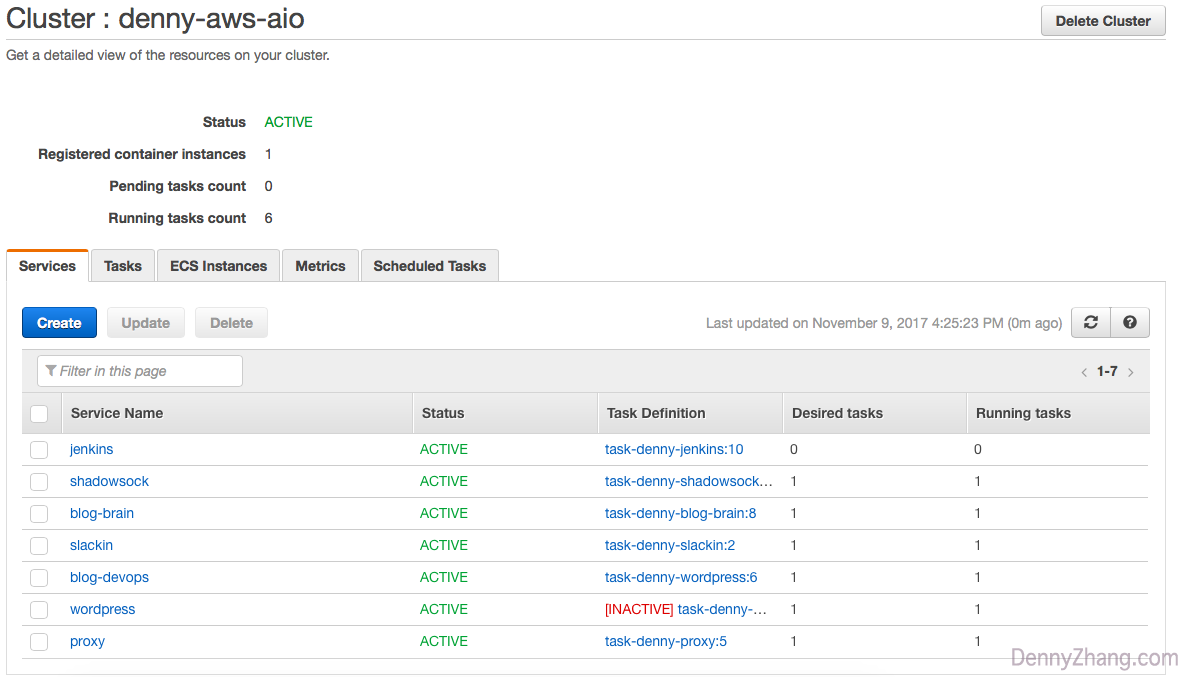 Cluster : denny-aws-aio
Delete Cluster
Get a detailed view of the resources on your cluster.
Status ACTIVE
Registered container instances 1
Pending tasks count 0
Running tasks count 6
Services Tasks ECS Instances Metrics Scheduled Tasks
Create Update Delete Last updated on November 9, 2017 4:25:23 PM (0m ago)
Filter in this page < 1-7 >
Service Name Status Task Definition Desired tasks Running tasks
jenkins ACTIVE task-denny-jenkins:10 0 0
shadowsock ACTIVE task-denny-shadowsock... 1 1
blog-brain ACTIVE task-denny-blog-brain:8 1 1
slackin ACTIVE task-denny-slackin:2 1 1
blog-devops ACTIVE task-denny-wordpress:6 1 1
wordpress ACTIVE [INACTIVE] task-denny-... 1 1
proxy ACTIVE task-denny-proxy:5 1 1
DennyZhang.com